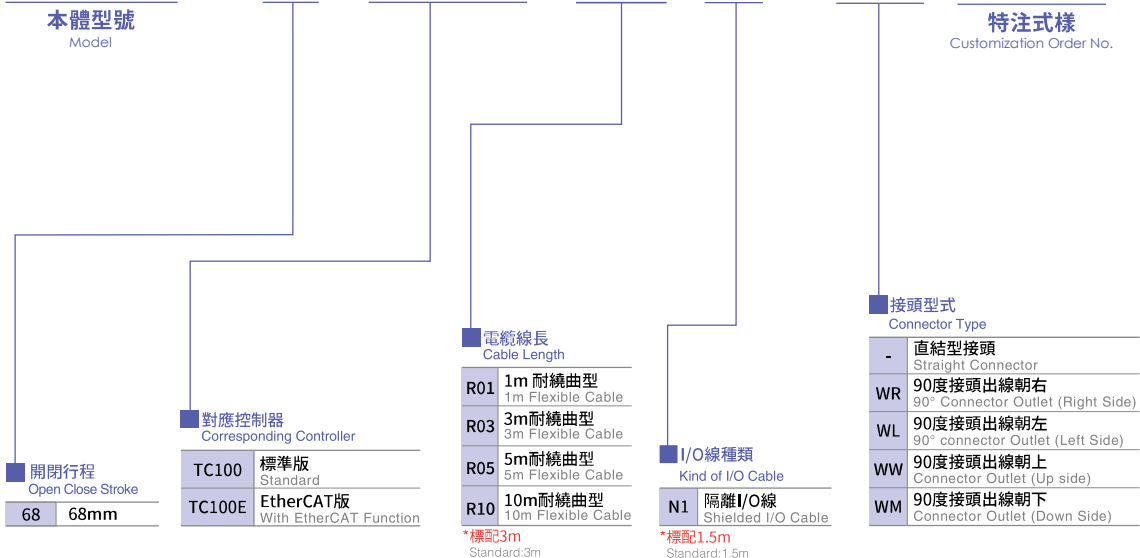 本體型號
Model
特注式樣
Customization Order No.
開閉行程
Open Close Stroke
68 68mm
對應控制器
Corresponding Controller
TC100 標準版
Standard
TC100E EtherCAT版
With EtherCAT Function
電纜線長
Cable Length
R01 1m 耐繞曲型
1m Flexible Cable
R03 3m耐繞曲型
3m Flexible Cable
R05 5m耐繞曲型
5m Flexible Cable
R10 10m耐繞曲型
10m Flexible Cable
*標配3m
Standard:3m
I/O線種類
Kind of I/O Cable
N1 隔離I/O線
Shielded I/O Cable
*標配1.5m
Standard:1.5m
接頭型式
Connector Type
- 直結型接頭
Straight Connector
WR 90度接頭出線朝右
90° Connector Outlet (Right Side)
WL 90度接頭出線朝左
90° connector Outlet (Left Side)
WW 90度接頭出線朝上
Connector Outlet (Up side)
WM 90度接頭出線朝下
Connector Outlet (Down Side)